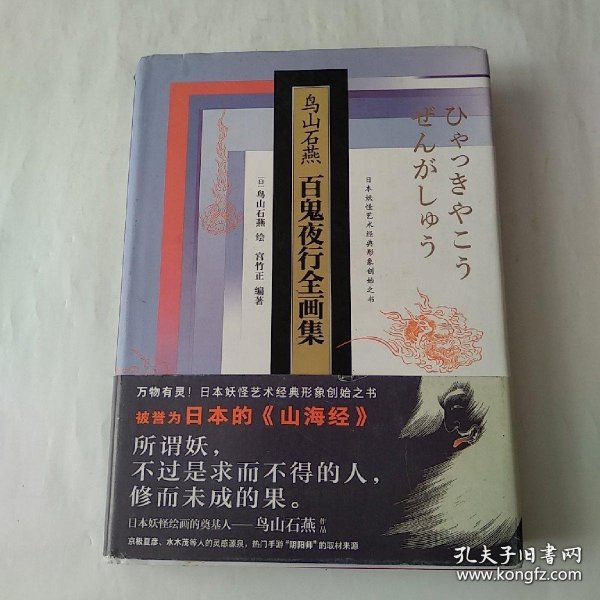 ひゃっきやこう
ぜんがしゅう
日本妖怪艺术经典形象创始之书
鸟山石燕
百鬼夜行全画集
〔日〕鸟山石燕 绘 宫竹正 编著
万物有灵！日本妖怪艺术经典形象创始之书
被誉为日本的《山海经》
所谓妖，
不过是求而不得的人，
修而未成的果。
日本妖怪绘画的奠基人——鸟山石燕作品
京极夏彦、水木茂等人的灵感源泉，热门手游“阴阳师”的取材来源
孔夫子旧书网
www.kongfz.com